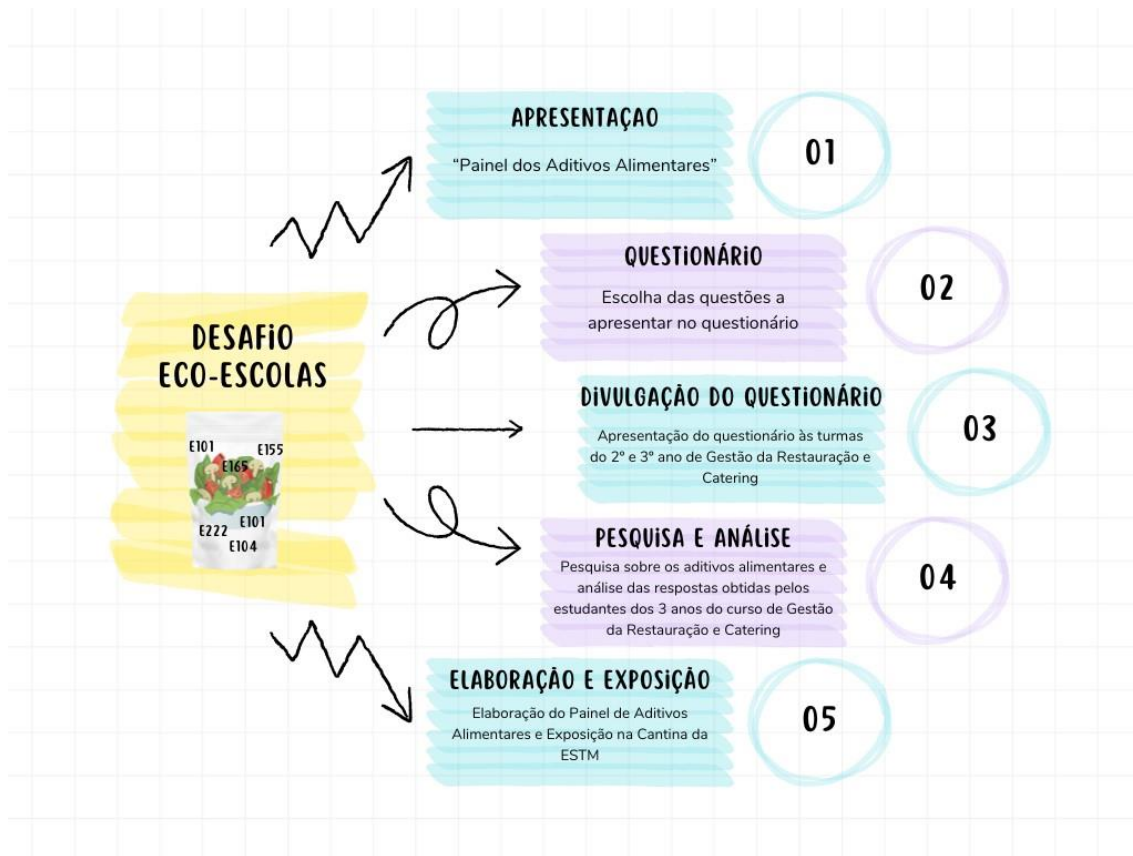 APRESENTAÇAO
“Painel dos Aditivos Alimentares”
01
QUESTiONÁRiO
Escolha das questões a
apresentar no questionário
02
DESAFiO
ECO-ESCOLAS
E101
E155
E165
E101
E222
E104
DiVULGAÇÃO DO QUESTiONÁRiO
Apresentação do questionário às turmas
do 2º e 3º ano de Gestão da Restauração e
Catering
03
PESQUiSA E ANÁLiSE
Pesquisa sobre os aditivos alimentares e
análise das respostas obtidas pelos
estudantes dos 3 anos do curso de Gestão
da Restauração e Catering
04
ELABORAÇÃO E EXPOSiÇÃO
Elaboração do Painel de Aditivos
Alimentares e Exposição na Cantina da
ESTM
05